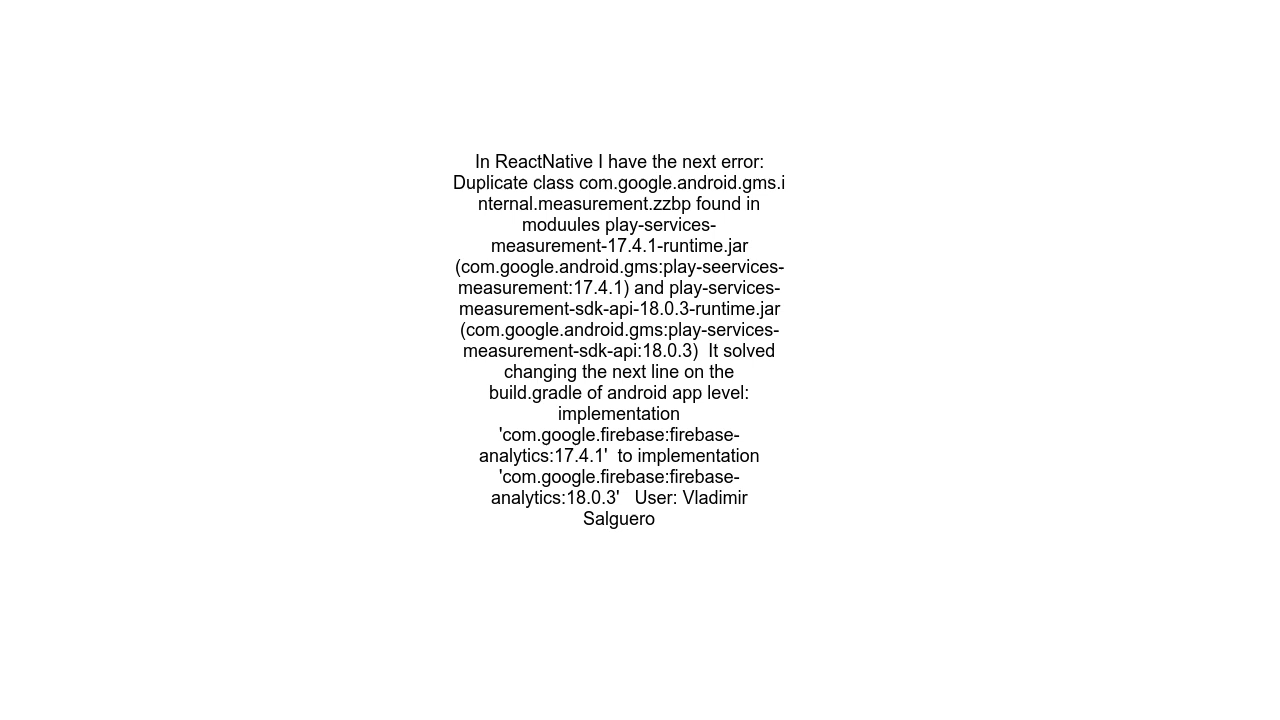 In ReactNative I have the next error:
Duplicate class com.google.android.gms.i
nternal.measurement.zzbp found in
moduules play-services-
measurement-17.4.1-runtime.jar
(com.google.android.gms:play-seervices-
measurement:17.4.1) and play-services-
measurement-sdk-api-18.0.3-runtime.jar
(com.google.android.gms:play-services-
measurement-sdk-api:18.0.3)  It solved
changing the next line on the
build.gradle of android app level:
implementation
'com.google.firebase:firebase-
analytics:17.4.1'  to implementation
'com.google.firebase:firebase-
analytics:18.0.3'   User: Vladimir
Salguero